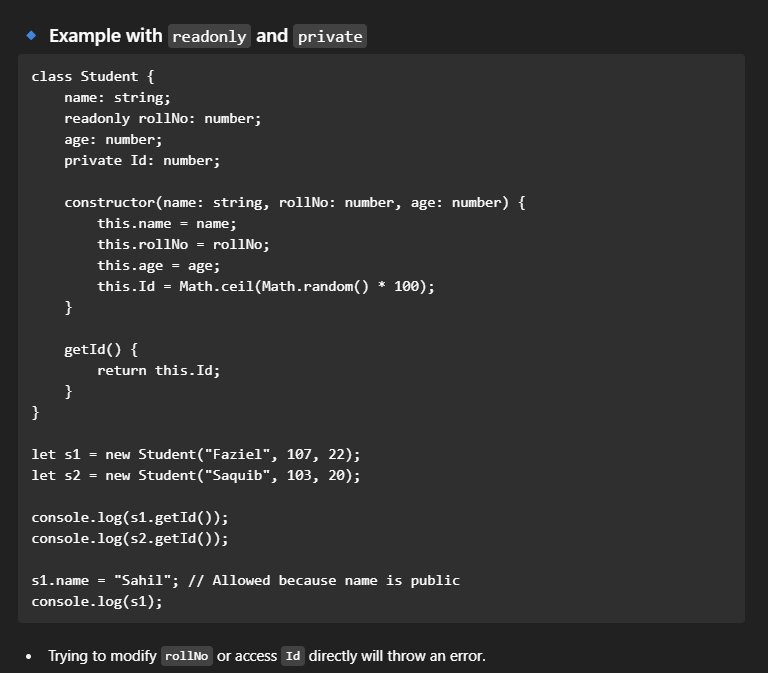 Example with readonly and private
class Student {
    name: string;
    readonly rollNo: number;
    age: number;
    private Id: number;

    constructor(name: string, rollNo: number, age: number) {
        this.name = name;
        this.rollNo = rollNo;
        this.age = age;
        this.Id = Math.ceil(Math.random() * 100);
    }

    getId() {
        return this.Id;
    }
}

let s1 = new Student("Faziel", 107, 22);
let s2 = new Student("Saquib", 103, 20);

console.log(s1.getId());
console.log(s2.getId());

s1.name = "Sahil"; // Allowed because name is public
console.log(s1);

• Trying to modify rollNo or access Id directly will throw an error.